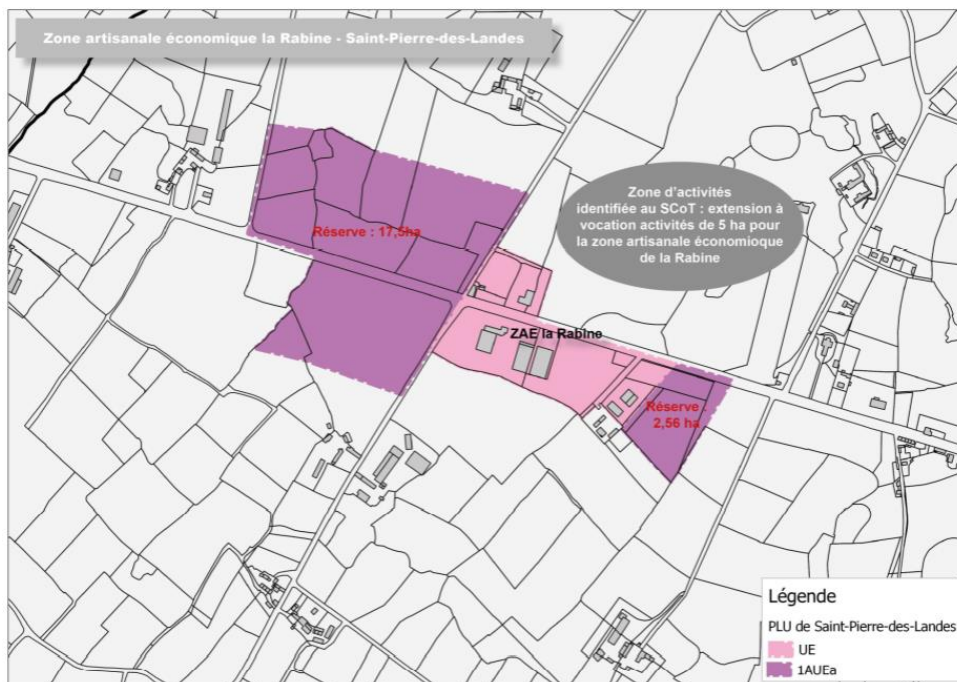 Zone artisanale économique la Rabine - Saint-Pierre-des-Landes
Zone d'activités
identifiée au SCoT : extension à
vocation activités de 5 ha pour
la zone artisanale économioque
de la Rabine
Réserve : 17,5ha
ZAE la Rabine
Réserve :
2,56 ha
Légende
PLU de Saint-Pierre-des-Landes
UE
1AUEa